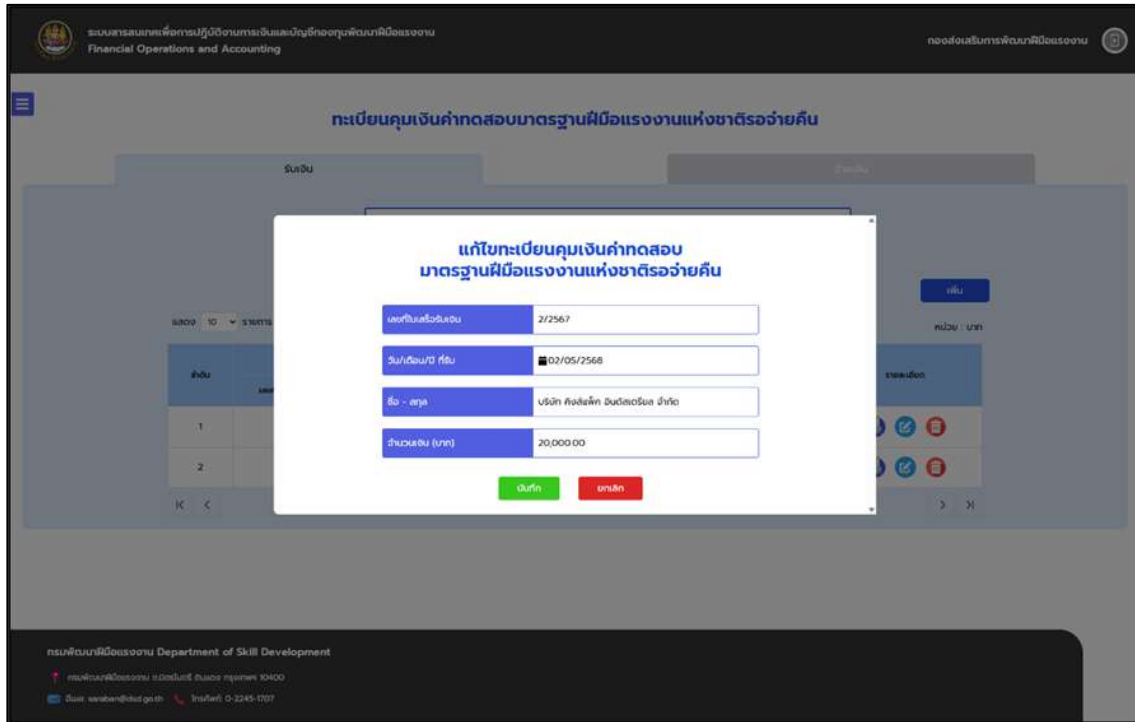 ระบบสารสนเทศเพื่อการปฏิบัติงานการเงินและบัญชีกองทุนพัฒนาฝีมือแรงงาน
Financial Operations and Accounting
กองส่งเสริมการพัฒนาฝีมือแรงงาน
ทะเบียนคุมเงินค่าทดสอบมาตรฐานฝีมือแรงงานแห่งชาติรอจ่ายคืน
รับเงิน
จ่ายเงิน
แก้ไขทะเบียนคุมเงินค่าทดสอบ
มาตรฐานฝีมือแรงงานแห่งชาติรอจ่ายคืน
เพิ่ม
แสดง 10 รายการ
หน่วย : บาท
เลขที่ใบเสร็จรับเงิน 2/2567
วัน/เดือน/ปี ที่รับ 02/05/2568
ชื่อ - สกุล บริษัท คิงส์แพ็ค อินดัสเตรียล จำกัด
จำนวนเงิน (บาท) 20,000.00
บันทึก ยกเลิก
ลำดับ
รายละเอียด
1
2
กรมพัฒนาฝีมือแรงงาน Department of Skill Development
กรมพัฒนาฝีมือแรงงาน ถ.มิตรไมตรี ดินแดง กรุงเทพฯ 10400
อีเมล: saraban@dsd.go.th โทรศัพท์: 0-2245-1707